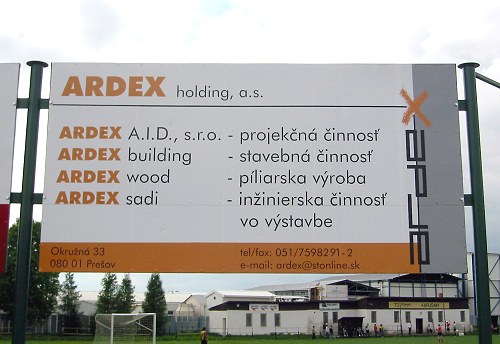 ARDEX holding, a.s.
ARDEX A.I.D., s.r.o. - projekčná činnosť
ARDEX building - stavebná činnosť
ARDEX wood - píliarska výroba
ARDEX sadi - inžinierska činnosť
vo výstavbe
ardex
Okružná 33 tel/fax: 051/7598291-2
080 01 Prešov e-mail: ardex@stonline.sk